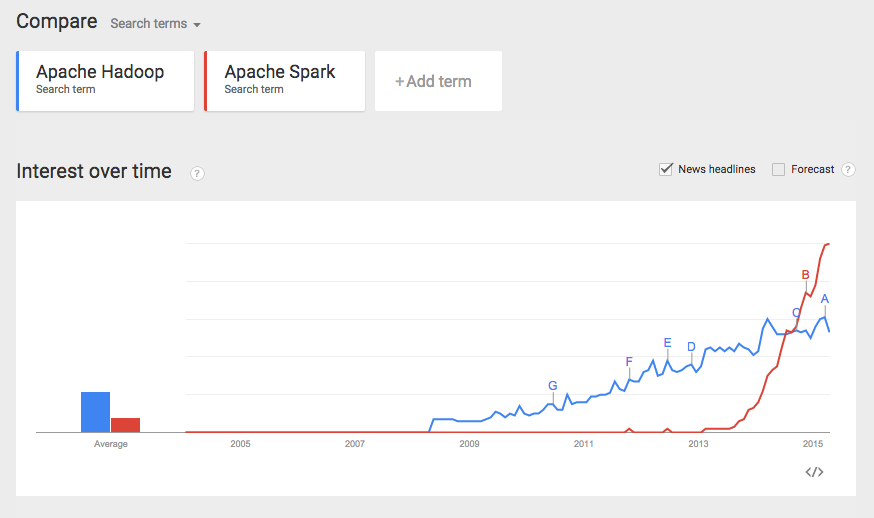 Compare Search terms
Apache Hadoop
Search term
Apache Spark
Search term
+Add term
Interest over time ?
News headlines Forecast ?
B
A
C
E
D
F
G
Average 2005 2007 2009 2011 2013 2015
</>